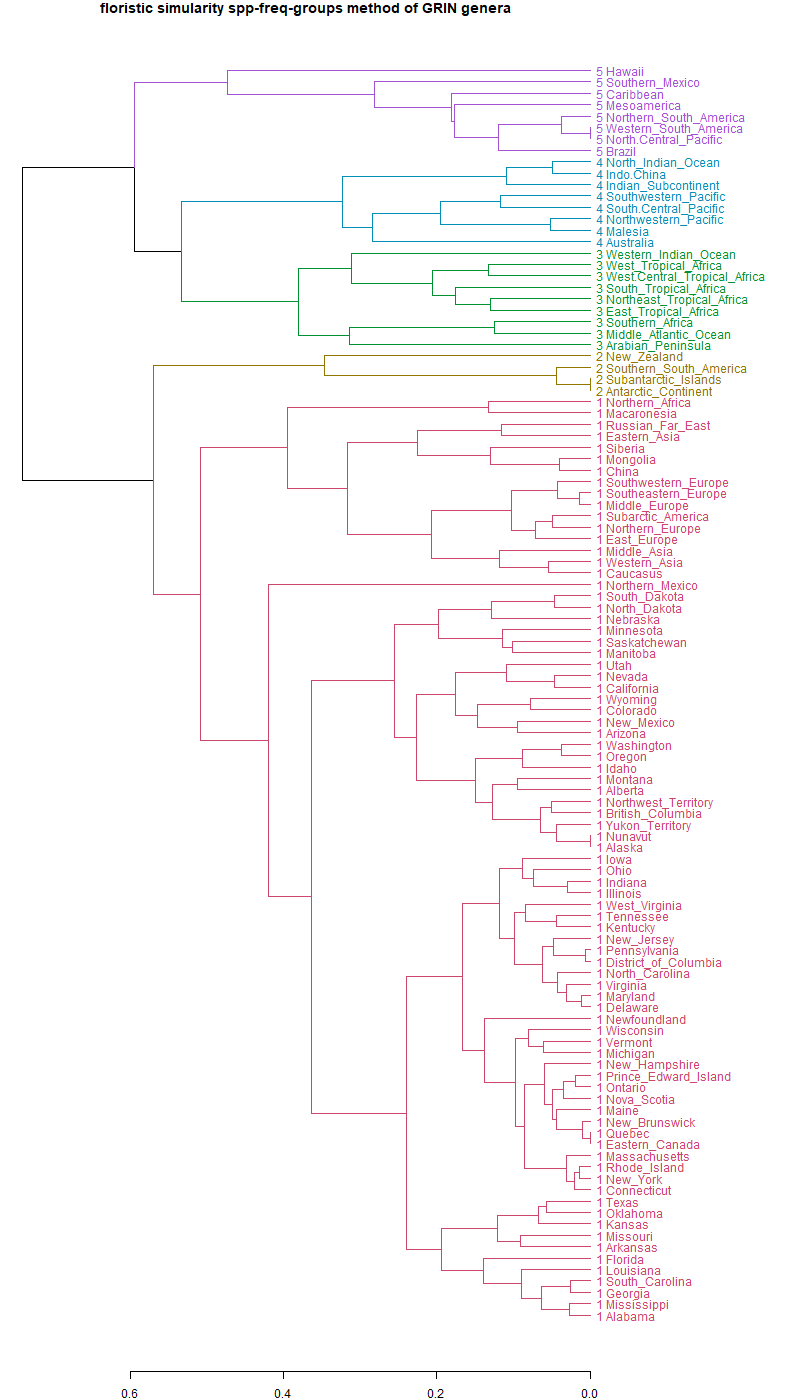 floristic simularity spp-freq-groups method of GRIN genera
5 Hawaii
5 Southern_Mexico
5 Caribbean
5 Mesoamerica
5 Northern_South_America
5 Western_South_America
5 North.Central_Pacific
5 Brazil
4 North_Indian_Ocean
4 Indo.China
4 Indian_Subcontinent
4 Southwestern_Pacific
4 South.Central_Pacific
4 Northwestern_Pacific
4 Malesia
4 Australia
3 Western_Indian_Ocean
3 West_Tropical_Africa
3 West.Central_Tropical_Africa
3 South_Tropical_Africa
3 Northeast_Tropical_Africa
3 East_Tropical_Africa
3 Southern_Africa
3 Middle_Atlantic_Ocean
3 Arabian_Peninsula
2 New_Zealand
2 Southern_South_America
2 Subantarctic_Islands
2 Antarctic_Continent
1 Northern_Africa
1 Macaronesia
1 Russian_Far_East
1 Eastern_Asia
1 Siberia
1 Mongolia
1 China
1 Southwestern_Europe
1 Southeastern_Europe
1 Middle_Europe
1 Subarctic_America
1 Northern_Europe
1 East_Europe
1 Middle_Asia
1 Western_Asia
1 Caucasus
1 Northern_Mexico
1 South_Dakota
1 North_Dakota
1 Nebraska
1 Minnesota
1 Saskatchewan
1 Manitoba
1 Utah
1 Nevada
1 California
1 Wyoming
1 Colorado
1 New_Mexico
1 Arizona
1 Washington
1 Oregon
1 Idaho
1 Montana
1 Alberta
1 Northwest_Territory
1 British_Columbia
1 Yukon_Territory
1 Nunavut
1 Alaska
1 Iowa
1 Ohio
1 Indiana
1 Illinois
1 West_Virginia
1 Tennessee
1 Kentucky
1 New_Jersey
1 Pennsylvania
1 District_of_Columbia
1 North_Carolina
1 Virginia
1 Maryland
1 Delaware
1 Newfoundland
1 Wisconsin
1 Vermont
1 Michigan
1 New_Hampshire
1 Prince_Edward_Island
1 Ontario
1 Nova_Scotia
1 Maine
1 New_Brunswick
1 Quebec
1 Eastern_Canada
1 Massachusetts
1 Rhode_Island
1 New_York
1 Connecticut
1 Texas
1 Oklahoma
1 Kansas
1 Missouri
1 Arkansas
1 Florida
1 Louisiana
1 South_Carolina
1 Georgia
1 Mississippi
1 Alabama
0.6 0.4 0.2 0.0